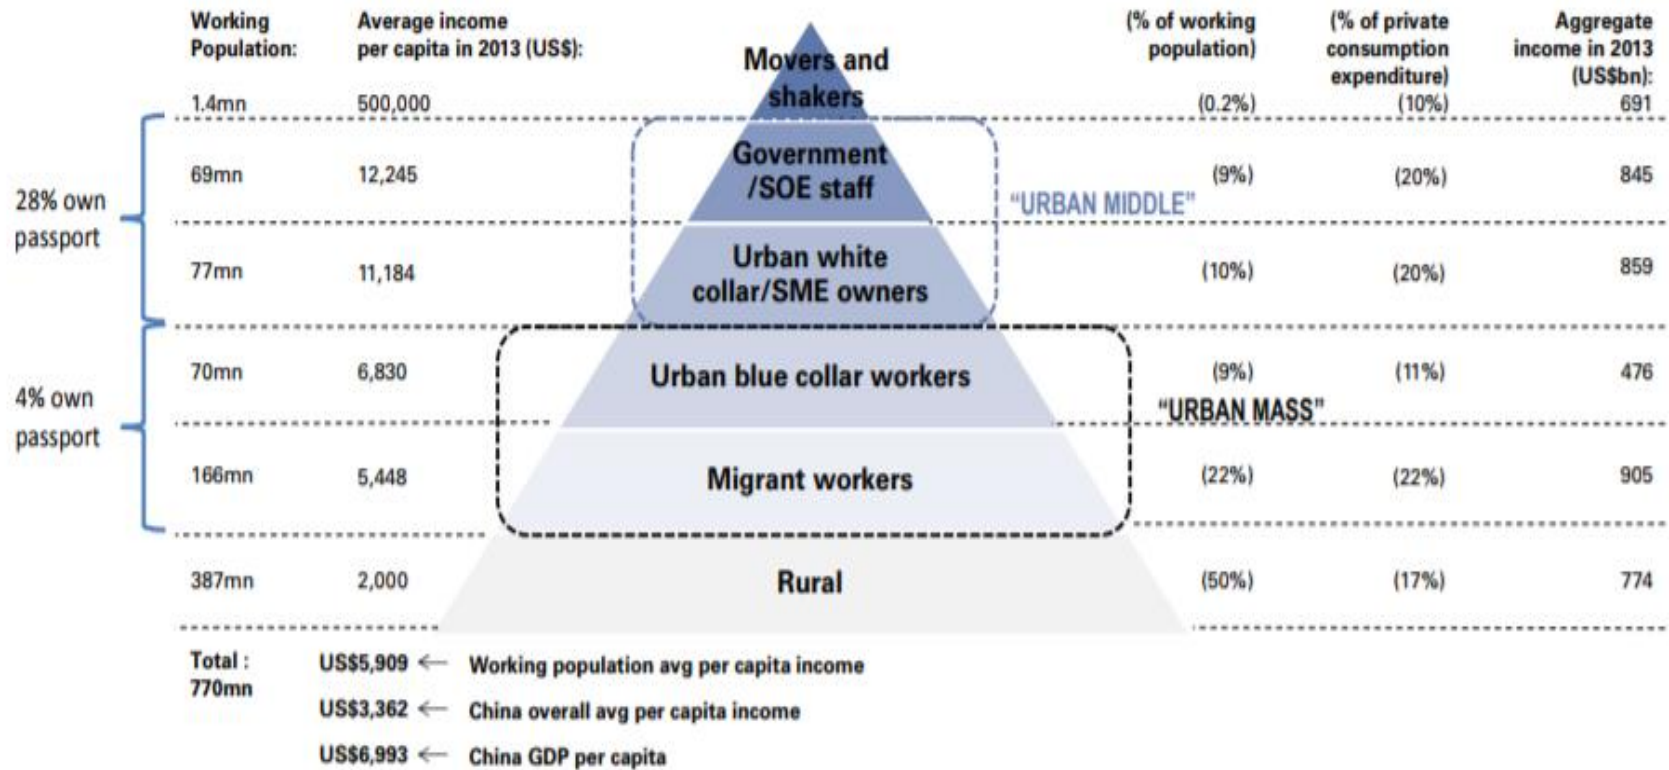 Working
Population:
Average income
per capita in 2013 (US$):
(% of working
population)
(% of private
consumption
expenditure)
Aggregate
income in 2013
(US$bn):
Movers and
shakers
1.4mn 500,000 (0.2%) (10%) 691
Government
/SOE staff
69mn 12,245 (9%) (20%) 845
28% own
passport
"URBAN MIDDLE"
Urban white
collar/SME owners
77mn 11,184 (10%) (20%) 859
70mn 6,830 Urban blue collar workers (9%) (11%) 476
4% own
passport
"URBAN MASS"
166mn 5,448 Migrant workers (22%) (22%) 905
387mn 2,000 Rural (50%) (17%) 774
Total :
770mn
US$5,909 ← Working population avg per capita income
US$3,362 ← China overall avg per capita income
US$6,993 ← China GDP per capita